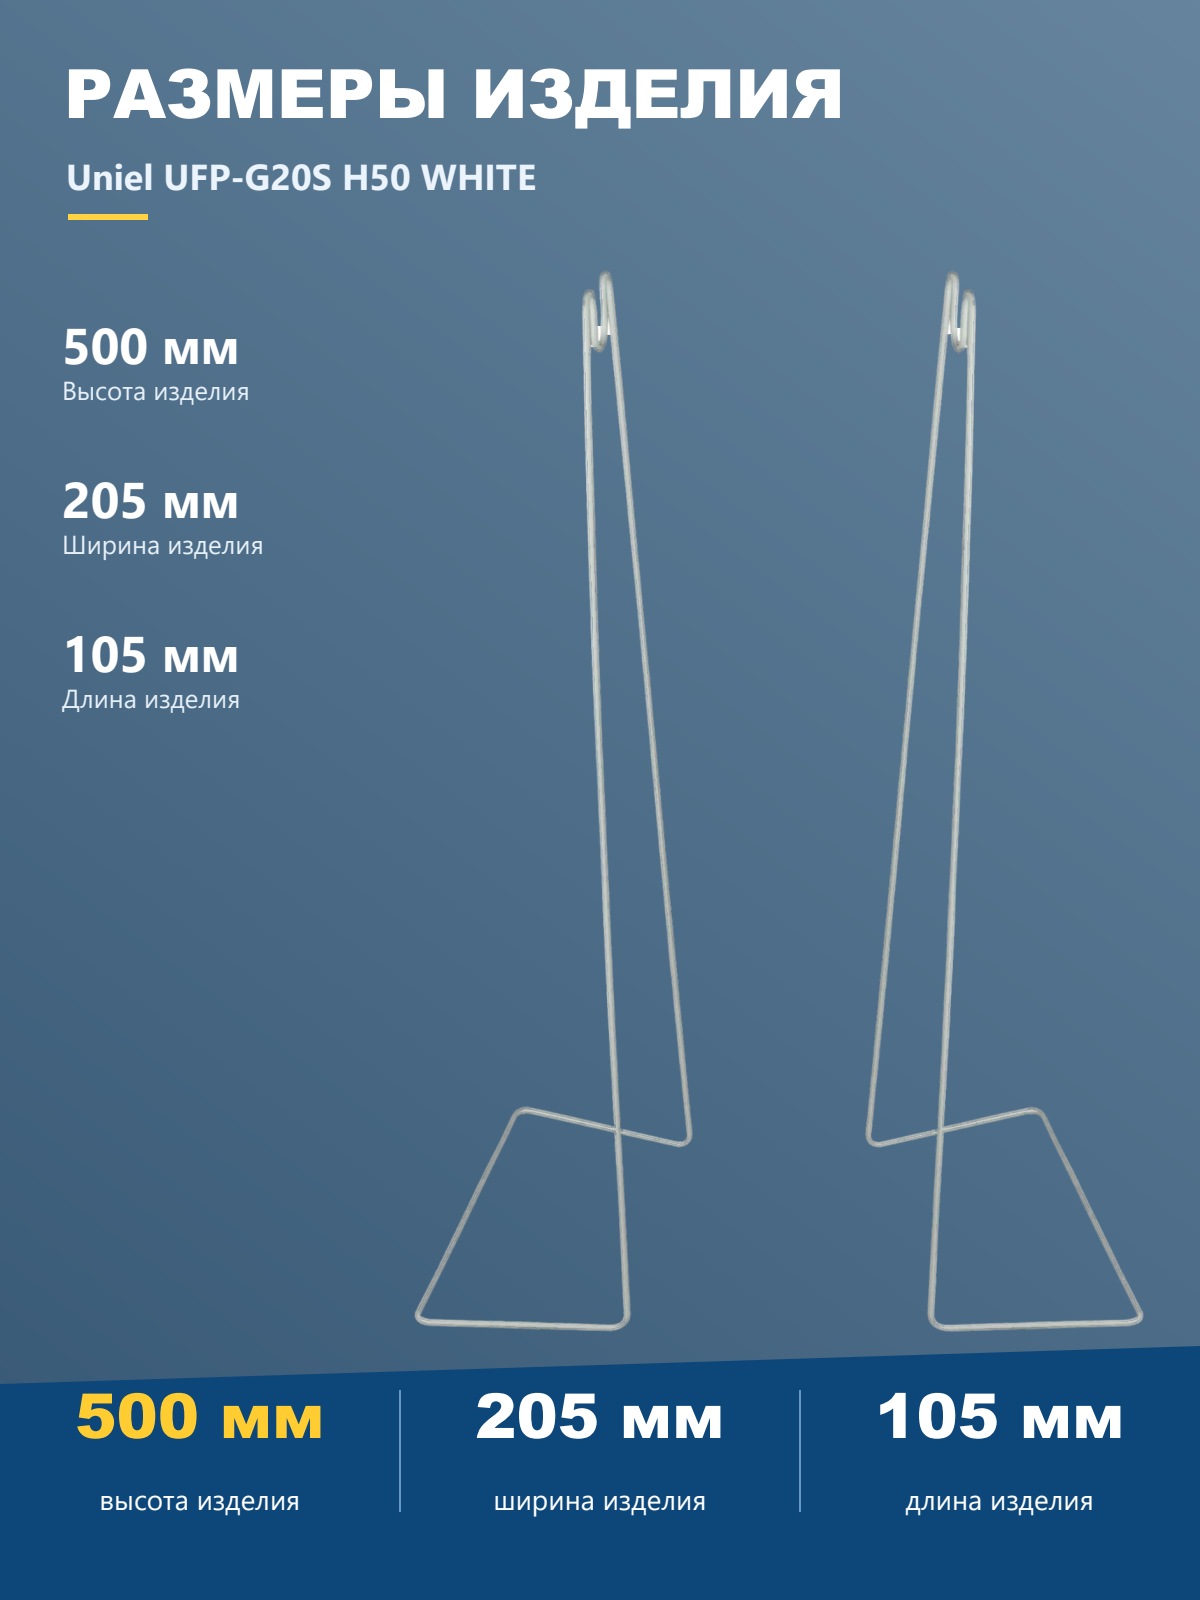 РАЗМЕРЫ ИЗДЕЛИЯ
Uniel UFP-G20S H50 WHITE
500 мм
Высота изделия
205 мм
Ширина изделия
105 мм
Длина изделия
500 мм
высота изделия
205 мм
ширина изделия
105 мм
длина изделия